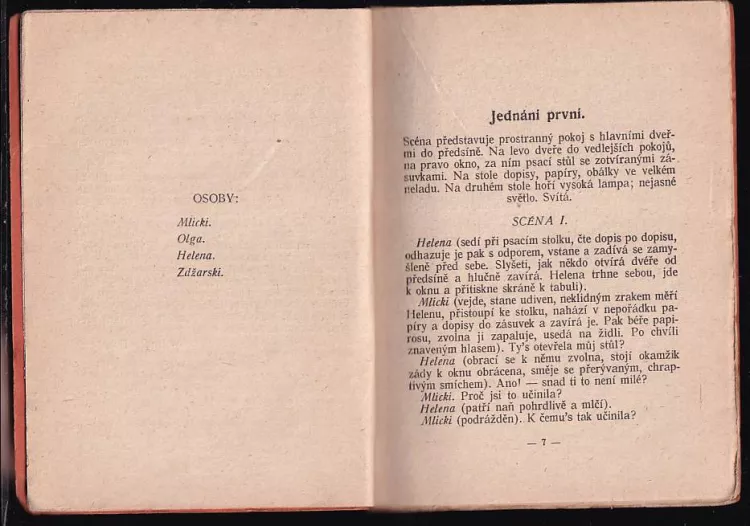 OSOBY:
Mlicki.
Olga.
Helena.
Zdžarski.
Jednání první.
Scéna představuje prostranný pokoj s hlavními dveř-
mi do předsíně. Na levo dveře do vedlejších pokojů,
na pravo okno, za ním psací stůl se zotvíranými zá-
suvkami. Na stole dopisy, papíry, obálky ve velkém
neladu. Na druhém stole hoří vysoká lampa; nejasné
světlo. Svítá.
SCÉNA I.
Helena (sedí při psacím stolku, čte dopis po dopisu,
odhazuje je pak s odporem, vstane a zadívá se zamy-
šleně před sebe. Slyšeti, jak někdo otvírá dvéře od
předsíně a hlučně zavírá. Helena trhne sebou, jde
k oknu a přitiskne skráně k tabuli).
Mlicki (vejde, stane udiven, neklidným zrakem měří
Helenu, přistoupí ke stolku, nahází v nepořádku pa-
píry a dopisy do zásuvek a zavírá je. Pak béře papi-
rosu, zvolna ji zapaluje, usedá na židli. Po chvíli
znaveným hlasem). Ty's otevřela můj stůl?
Helena (obrací se k němu zvolna, stojí okamžik
zády k oknu obrácena, směje se přerývaným, chrap-
tivým smíchem). Ano! — snad ti to není milé?
Mlicki. Proč jsi to učinila?
Helena (patří naň pohrdlivě a mlčí).
Mlicki (podrážděn). K čemu's tak učinila?
— 7 —